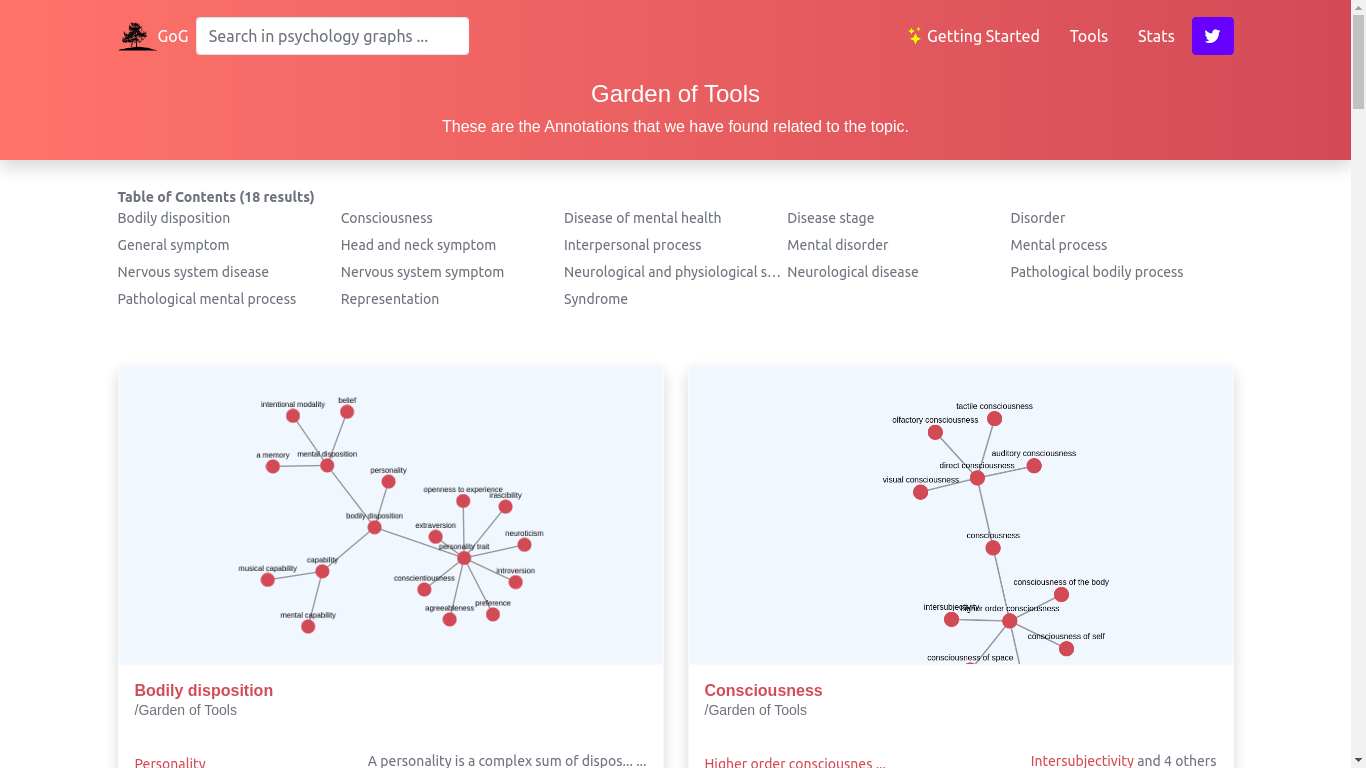 GoG
Search in psychology graphs ...
Getting Started
Tools
Stats
Garden of Tools
These are the Annotations that we have found related to the topic.
Table of Contents (18 results)
Bodily disposition
Consciousness
Disease of mental health
Disease stage
Disorder
General symptom
Head and neck symptom
Interpersonal process
Mental disorder
Mental process
Nervous system disease
Nervous system symptom
Neurological and physiological s...
Neurological disease
Pathological bodily process
Pathological mental process
Representation
Syndrome
intentional modality
belief
a memory
mental disposition
personality
openness to experience
irascibility
bodily disposition
extraversion
neuroticism
personality trait
capability
musical capability
introversion
conscientiousness
preference
agreeableness
mental capability
tactile consciousness
olfactory consciousness
auditory consciousness
direct consciousness
visual consciousness
consciousness
consciousness of the body
intersubjectivity
higher order consciousness
consciousness of self
consciousness of space
Bodily disposition
/Garden of Tools
Personality
A personality is a complex sum of dispos... ...
Consciousness
/Garden of Tools
Higher order consciousnes ...
Intersubjectivity and 4 others